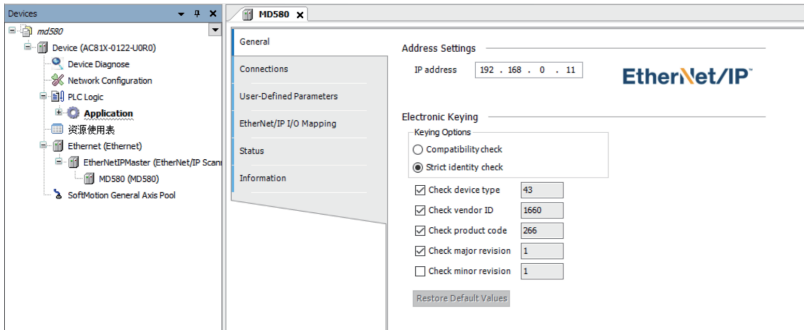 Devices
md580
Device (AC81X-0122-U0R0)
Device Diagnose
Network Configuration
PLC Logic
Application
资源使用表
Ethernet (Ethernet)
EtherNetIPMaster (EtherNet/IP Scann
MD580 (MD580)
SoftMotion General Axis Pool
MD580
General
Connections
User-Defined Parameters
EtherNet/IP I/O Mapping
Status
Information
Address Settings
IP address 192 . 168 . 0 . 11
EtherNet/IP
Electronic Keying
Keying Options
Compatibility check
Strict identity check
Check device type 43
Check vendor ID 1660
Check product code 266
Check major revision 1
Check minor revision 1
Restore Default Values